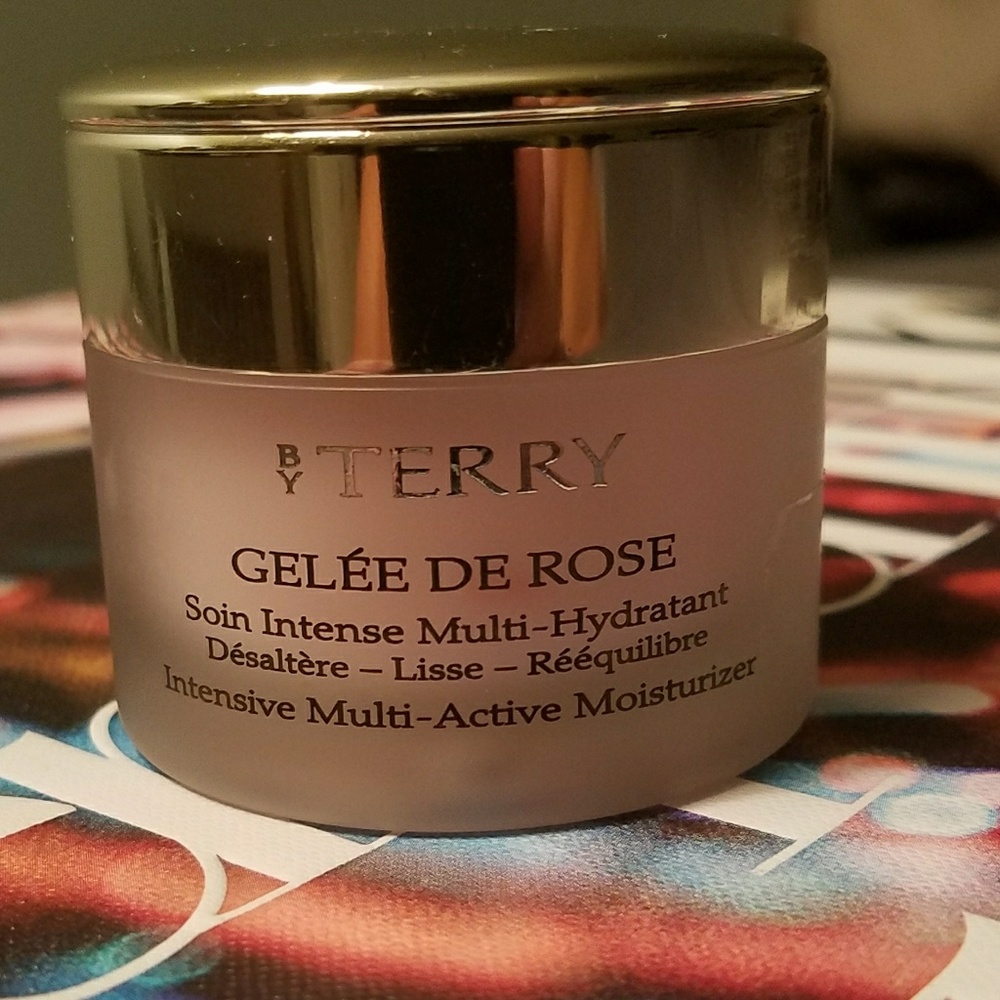 BY TERRY
GELÉE DE ROSE
Soin Intense Multi-Hydratant
Désaltère – Lisse – Rééquilibre
Intensive Multi-Active Moisturizer